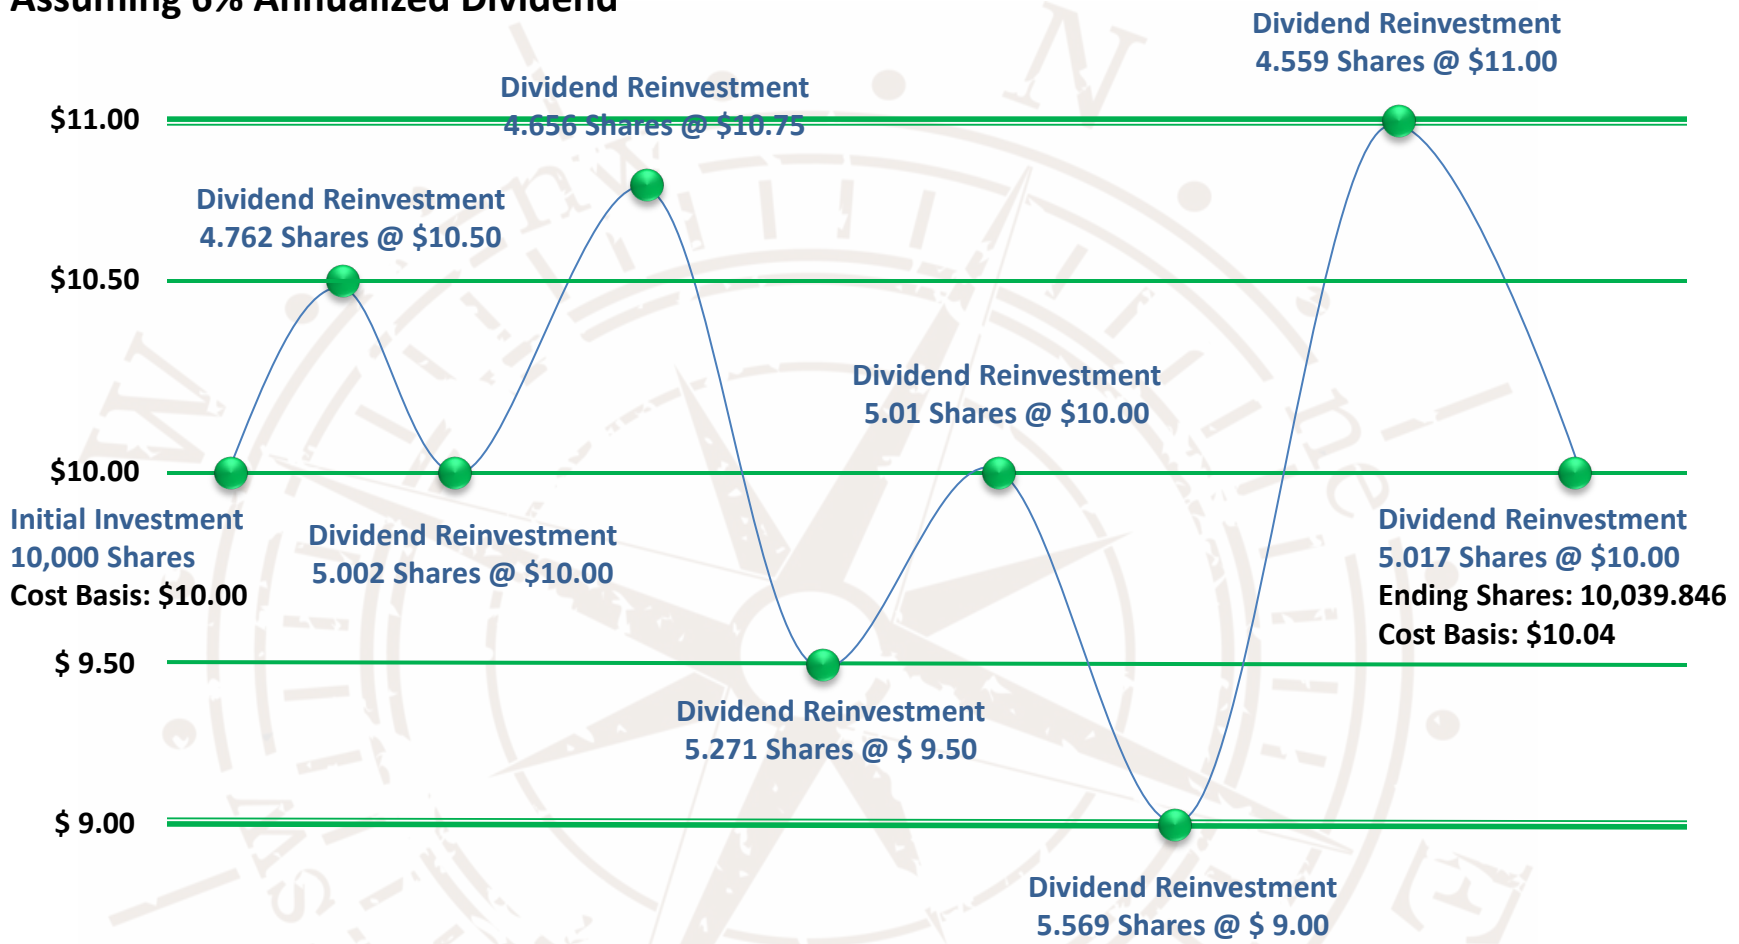 Assuming 6% Annualized Dividend
Dividend Reinvestment
4.559 Shares @ $11.00
Dividend Reinvestment
4.656 Shares @ $10.75
$11.00
Dividend Reinvestment
4.762 Shares @ $10.50
$10.50
Dividend Reinvestment
5.01 Shares @ $10.00
$10.00
Initial Investment
10,000 Shares
Cost Basis: $10.00
Dividend Reinvestment
5.002 Shares @ $10.00
Dividend Reinvestment
5.017 Shares @ $10.00
Ending Shares: 10,039.846
Cost Basis: $10.04
$ 9.50
Dividend Reinvestment
5.271 Shares @ $ 9.50
$ 9.00
Dividend Reinvestment
5.569 Shares @ $ 9.00
N
W
E